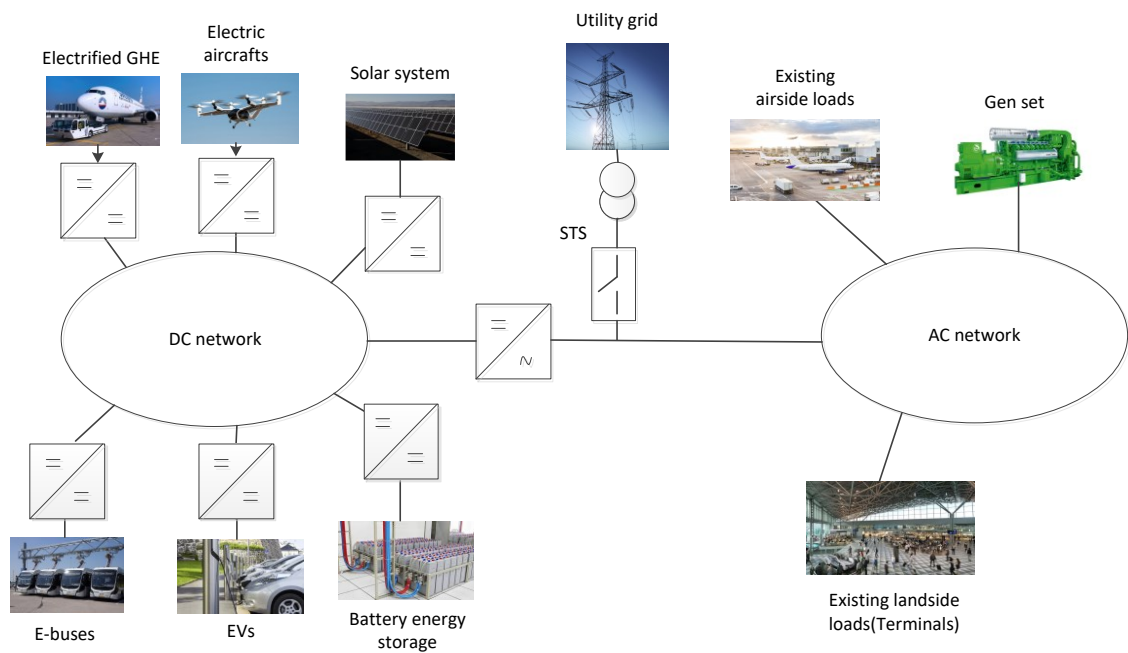 Electrified GHE
Electric
aircrafts
Solar system
Utility grid
Existing
airside loads
Gen set
STS
DC network
AC network
E-buses
EVs
Battery energy
storage
Existing landside
loads(Terminals)